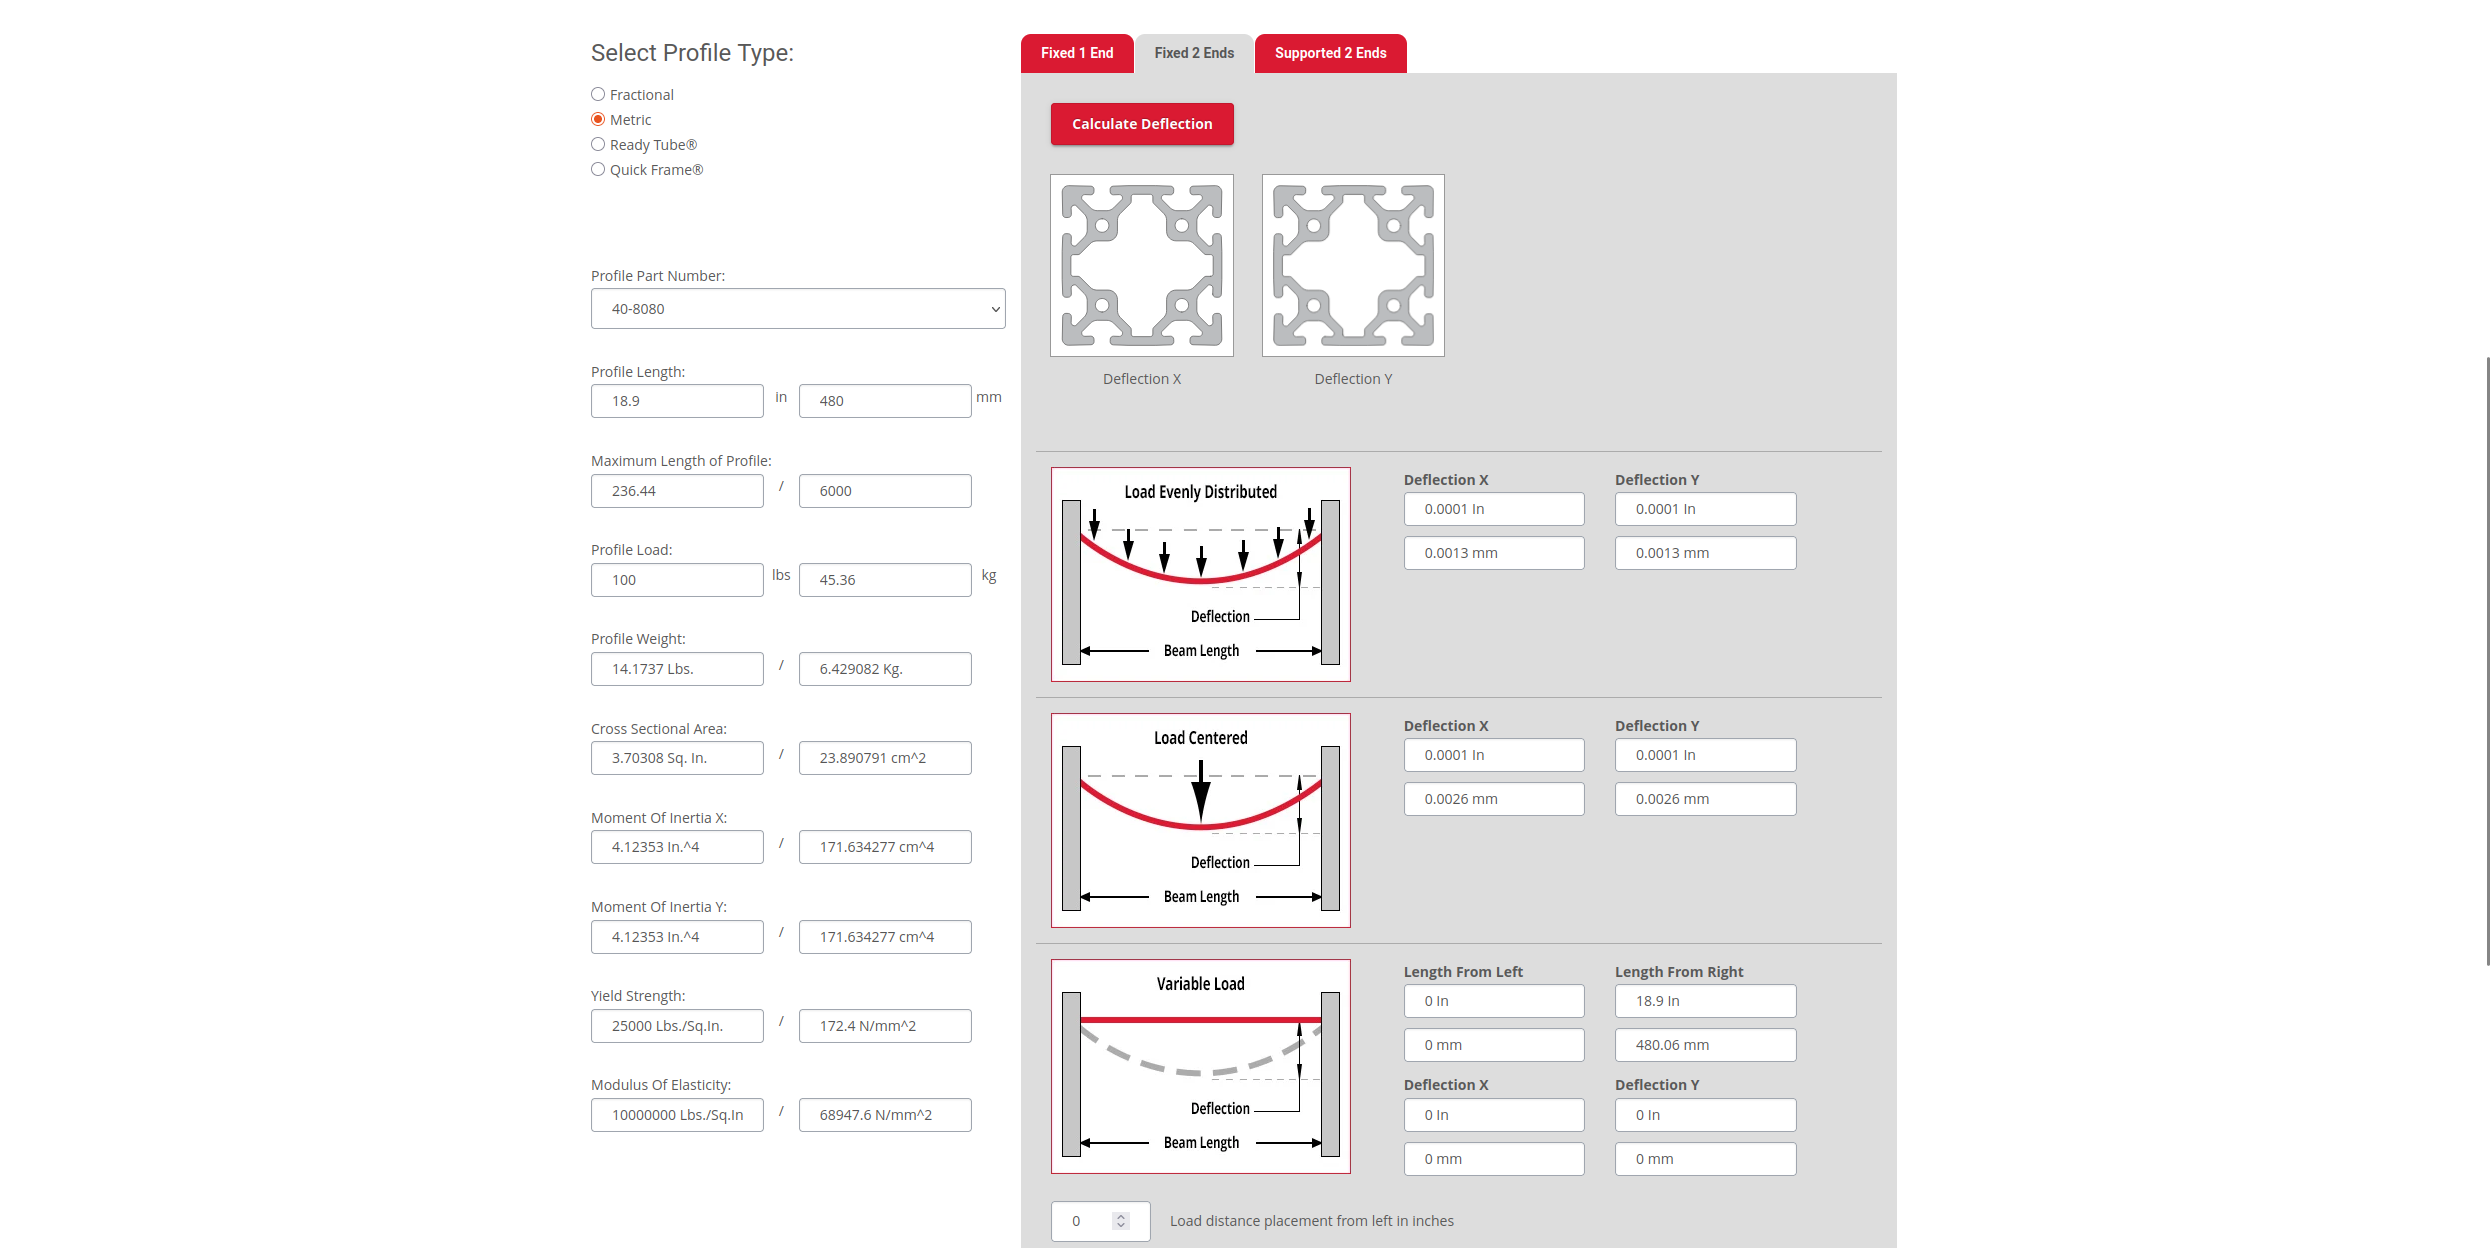 Select Profile Type:
Fractional
Metric
Ready Tube®
Quick Frame®
Profile Part Number:
40-8080
Profile Length:
18.9 in 480 mm
Maximum Length of Profile:
236.44 / 6000
Profile Load:
100 lbs 45.36 kg
Profile Weight:
14.1737 Lbs. / 6.429082 Kg.
Cross Sectional Area:
3.70308 Sq. In. / 23.890791 cm^2
Moment Of Inertia X:
4.12353 In.^4 / 171.634277 cm^4
Moment Of Inertia Y:
4.12353 In.^4 / 171.634277 cm^4
Yield Strength:
25000 Lbs./Sq.In. / 172.4 N/mm^2
Modulus Of Elasticity:
10000000 Lbs./Sq.In / 68947.6 N/mm^2
Fixed 1 End Fixed 2 Ends Supported 2 Ends
Calculate Deflection
Deflection X Deflection Y
Load Evenly Distributed
Deflection
Beam Length
Deflection X Deflection Y
0.0001 In 0.0001 In
0.0013 mm 0.0013 mm
Load Centered
Deflection
Beam Length
Deflection X Deflection Y
0.0001 In 0.0001 In
0.0026 mm 0.0026 mm
Variable Load
Deflection
Beam Length
Length From Left Length From Right
0 In 18.9 In
0 mm 480.06 mm
Deflection X Deflection Y
0 In 0 In
0 mm 0 mm
0 Load distance placement from left in inches